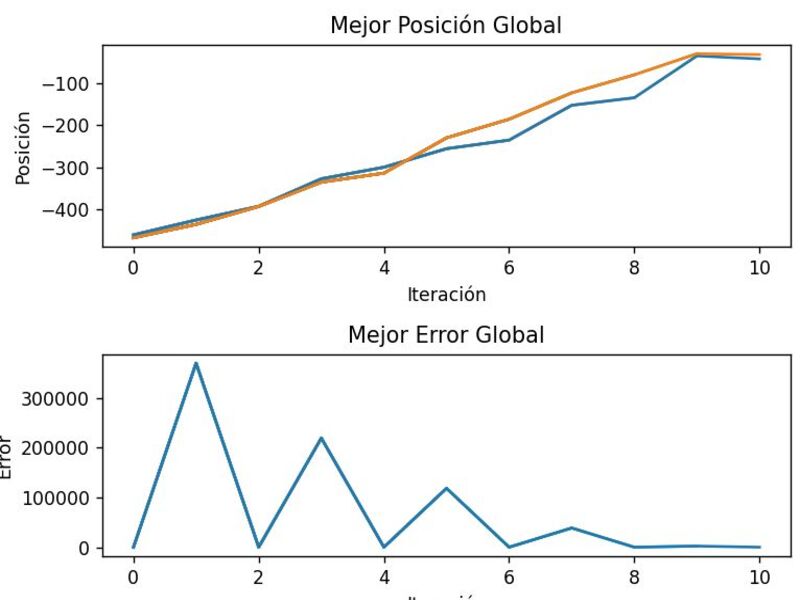 Mejor Posición Global
−100
−200
−300
−400
Posición
0 2 4 6 8 10
Iteración
Mejor Error Global
300000
200000
100000
0
Error
0 2 4 6 8 10